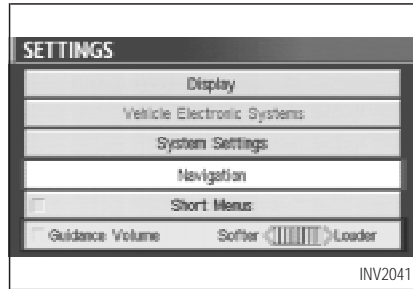 SETTINGS
Display
Vehicle Electronic Systems
System Settings
Navigation
Short Menus
Guidance Volume Softer Louder
INV2041